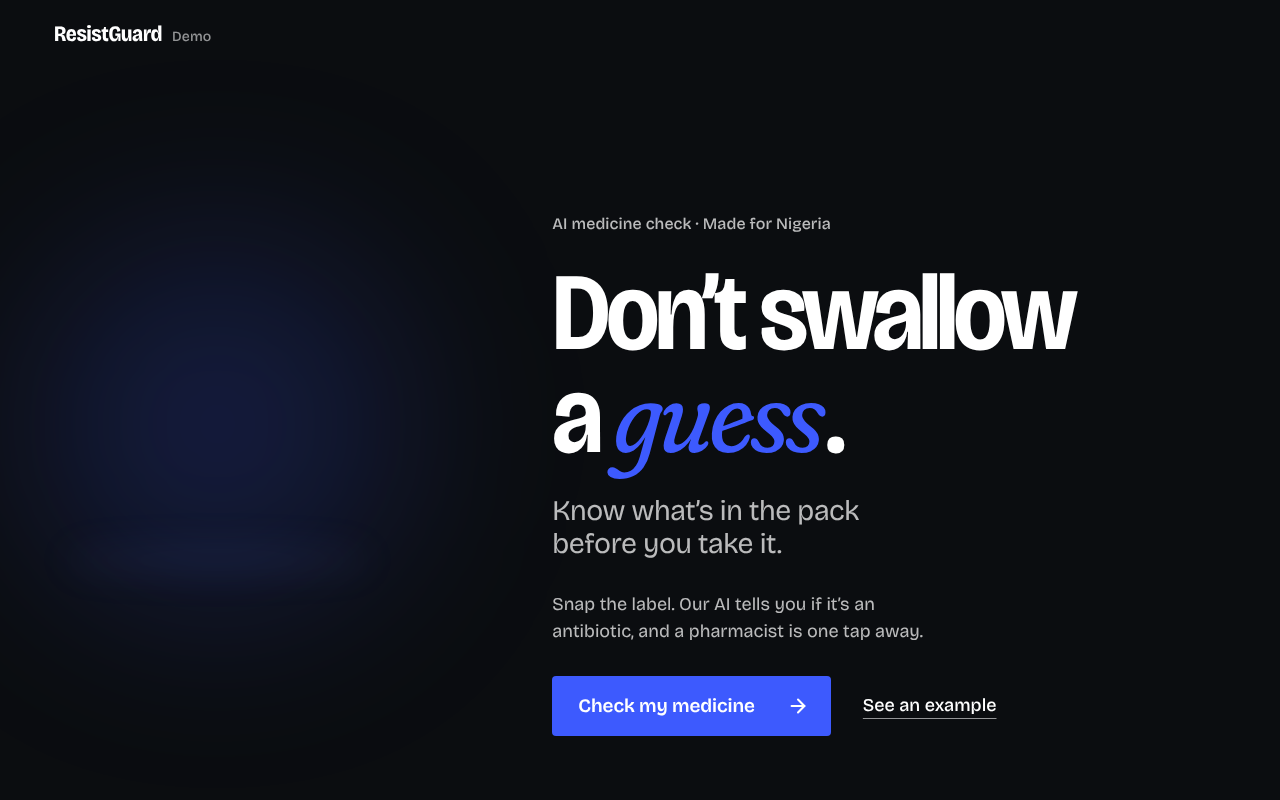 ResistGuard Demo
AI medicine check · Made for Nigeria
Don’t swallow
a guess.
Know what’s in the pack
before you take it.
Snap the label. Our AI tells you if it’s an
antibiotic, and a pharmacist is one tap away.
Check my medicine →
See an example